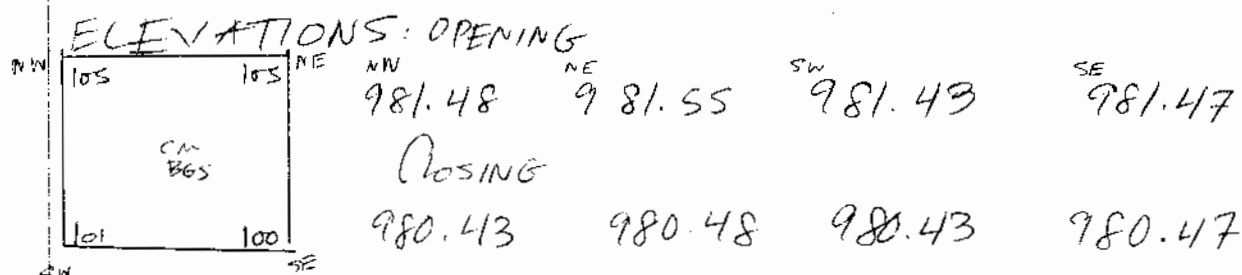 ELEVATIONS: OPENING
NW NE NW NE SW SE
105 105 981.48 981.55 981.43 981.47
CM
BGS
CLOSING
101 100 980.43 980.48 980.43 980.47
SW SE